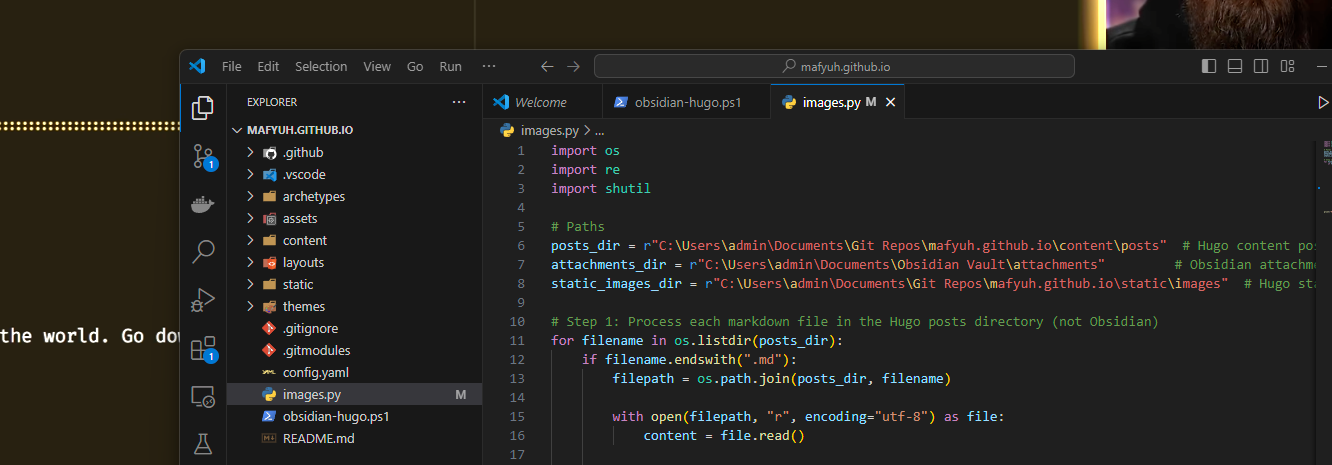 File Edit Selection View Go Run ... mafyuh.github.io
EXPLORER ...
Welcome obsidian-hugo.ps1 images.py M
MAFYUH.GITHUB.IO
.github
.vscode
archetypes
assets
content
layouts
static
themes
.gitignore
.gitmodules
config.yaml
images.py M
obsidian-hugo.ps1
README.md
1
1
the world. Go dow
images.py > ...
1 import os
2 import re
3 import shutil
4
5 # Paths
6 posts_dir = r"C:\Users\admin\Documents\Git Repos\mafyuh.github.io\content\posts" # Hugo content pos
7 attachments_dir = r"C:\Users\admin\Documents\Obsidian Vault\attachments" # Obsidian attachm
8 static_images_dir = r"C:\Users\admin\Documents\Git Repos\mafyuh.github.io\static\images" # Hugo sta
9
10 # Step 1: Process each markdown file in the Hugo posts directory (not Obsidian)
11 for filename in os.listdir(posts_dir):
12 if filename.endswith(".md"):
13 filepath = os.path.join(posts_dir, filename)
14
15 with open(filepath, "r", encoding="utf-8") as file:
16 content = file.read()
17